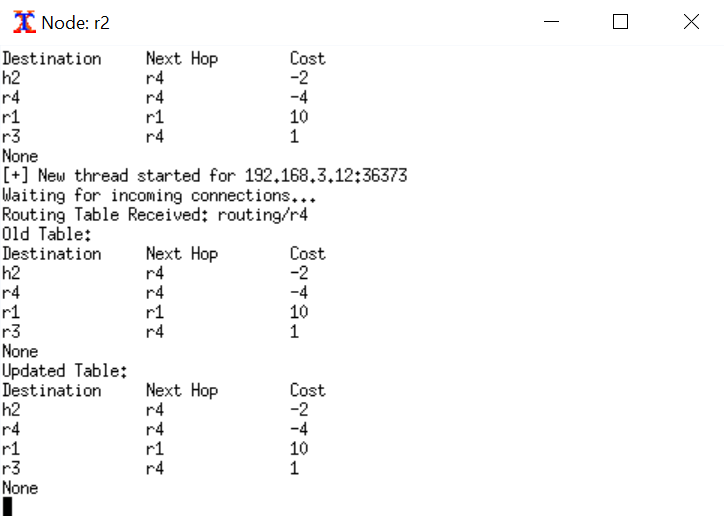 Node: r2
Destination Next Hop Cost
h2 r4 -2
r4 r4 -4
r1 r1 10
r3 r4 1
None
[+] New thread started for 192.168.3.12:36373
Waiting for incoming connections...
Routing Table Received: routing/r4
Old Table:
Destination Next Hop Cost
h2 r4 -2
r4 r4 -4
r1 r1 10
r3 r4 1
None
Updated Table:
Destination Next Hop Cost
h2 r4 -2
r4 r4 -4
r1 r1 10
r3 r4 1
None